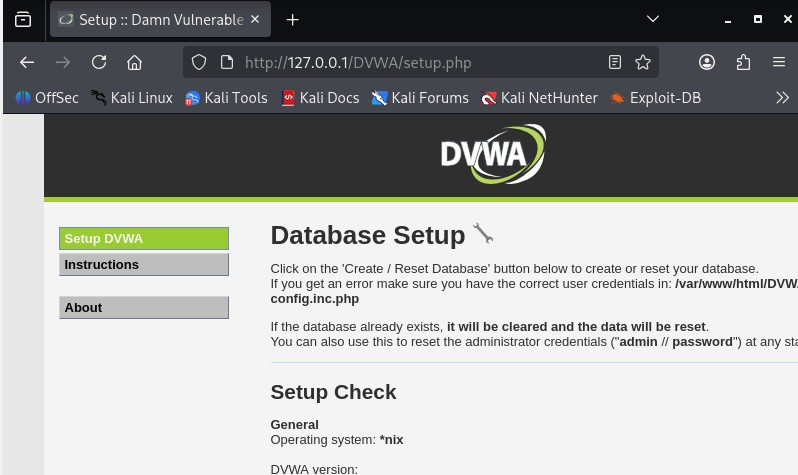 Setup :: Damn Vulnerable
http://127.0.0.1/DVWA/setup.php
OffSec Kali Linux Kali Tools Kali Docs Kali Forums Kali NetHunter Exploit-DB
DVWA
Setup DVWA
Instructions
About
Database Setup
Click on the 'Create / Reset Database' button below to create or reset your database.
If you get an error make sure you have the correct user credentials in: /var/www/html/DVW
config.inc.php
If the database already exists, it will be cleared and the data will be reset.
You can also use this to reset the administrator credentials ("admin // password") at any
Setup Check
General
Operating system: *nix
DVWA version: